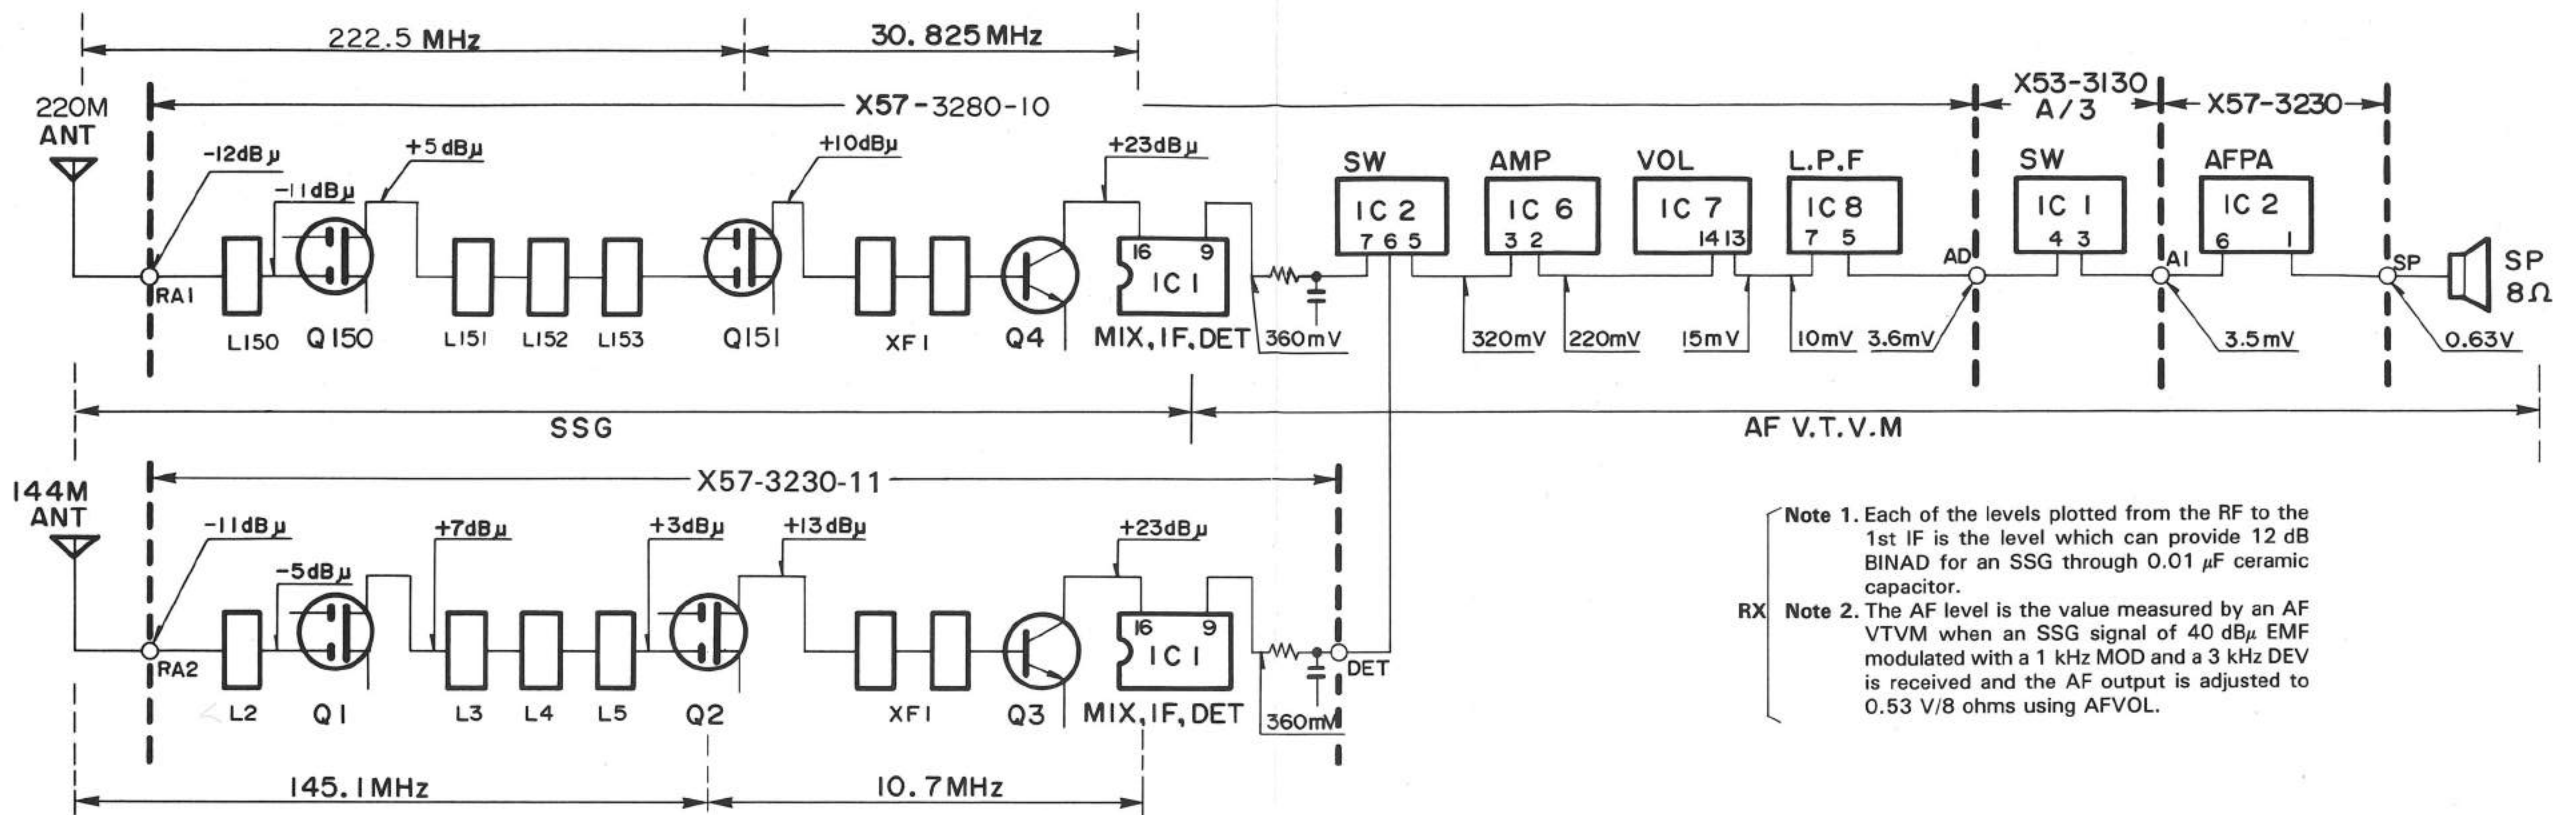 222.5 MHz
30.825MHz
220M
ANT
X57-3280-10
X53-3130
A/3
X57-3230
-12dBμ
+5dBμ
-11dBμ
+10dBμ
+23dBμ
SW
AMP
VOL
L.P.F
SW
AFPA
IC 2
7 6 5
IC 6
3 2
IC 7
14 13
IC 8
7 5
IC 1
4 3
IC 2
6 1
16 9
IC 1
RA1
AD
A1
SP
SP
8Ω
L150
Q150
L151
L152
L153
Q151
XF1
Q4
MIX,IF,DET
360mV
320mV
220mV
15mV
10mV
3.6mV
3.5mV
0.63V
SSG
AF V.T.V.M
X57-3230-11
144M
ANT
-11dBμ
-5dBμ
+7dBμ
+3dBμ
+13dBμ
+23dBμ
16 9
IC 1
RA2
DET
L2
Q1
L3
L4
L5
Q2
XF1
Q3
MIX,IF,DET
360mV
145.1MHz
10.7MHz
RX
Note 1. Each of the levels plotted from the RF to the
1st IF is the level which can provide 12 dB
BINAD for an SSG through 0.01 μF ceramic
capacitor.
Note 2. The AF level is the value measured by an AF
VTVM when an SSG signal of 40 dBμ EMF
modulated with a 1 kHz MOD and a 3 kHz DEV
is received and the AF output is adjusted to
0.53 V/8 ohms using AFVOL.